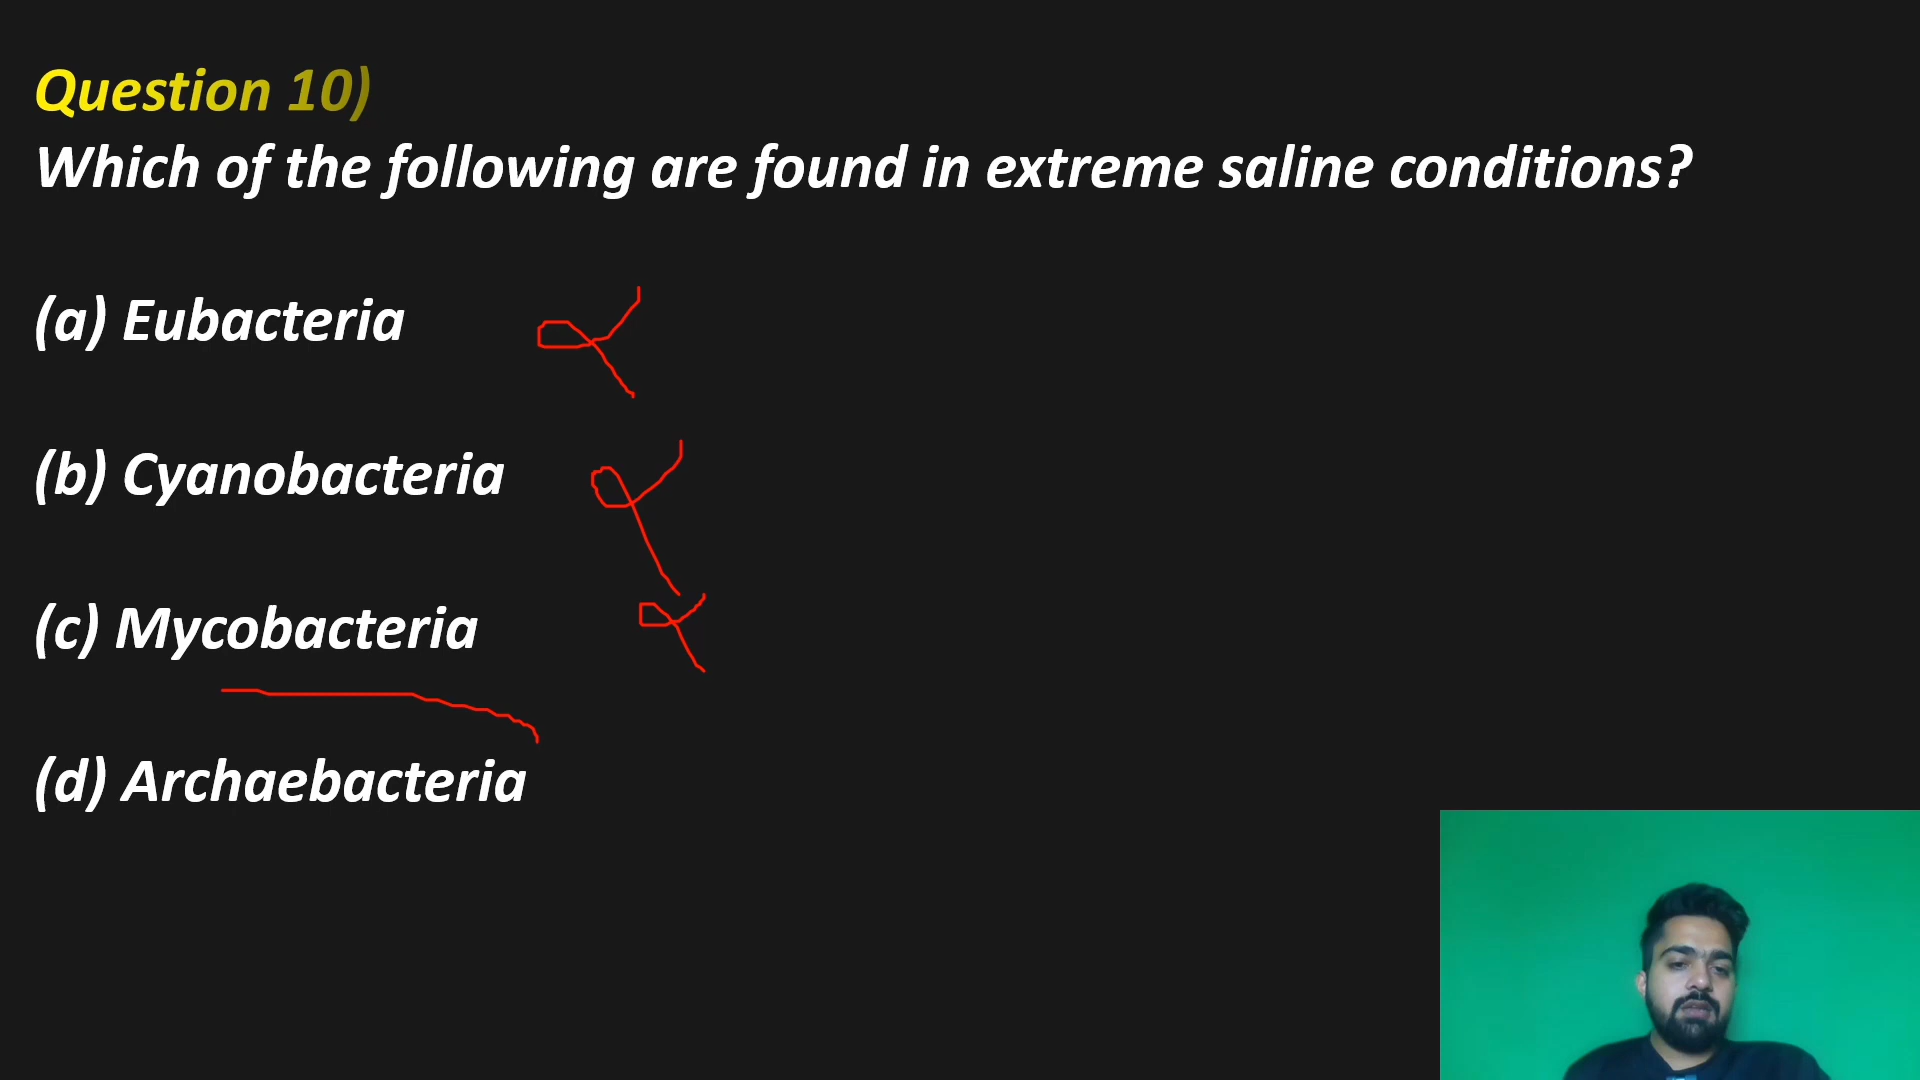 Question 10)
Which of the following are found in extreme saline conditions?
(a) Eubacteria
(b) Cyanobacteria
(c) Mycobacteria
(d) Archaebacteria